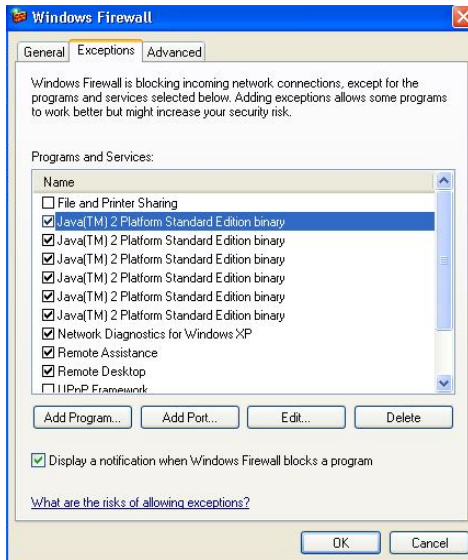 Windows Firewall
General Exceptions Advanced
Windows Firewall is blocking incoming network connections, except for the
programs and services selected below. Adding exceptions allows some programs
to work better but might increase your security risk.
Programs and Services:
Name
File and Printer Sharing
Java(TM) 2 Platform Standard Edition binary
Java(TM) 2 Platform Standard Edition binary
Java(TM) 2 Platform Standard Edition binary
Java(TM) 2 Platform Standard Edition binary
Java(TM) 2 Platform Standard Edition binary
Java(TM) 2 Platform Standard Edition binary
Network Diagnostics for Windows XP
Remote Assistance
Remote Desktop
UPnP Framework
Add Program... Add Port... Edit... Delete
Display a notification when Windows Firewall blocks a program
What are the risks of allowing exceptions?
OK Cancel